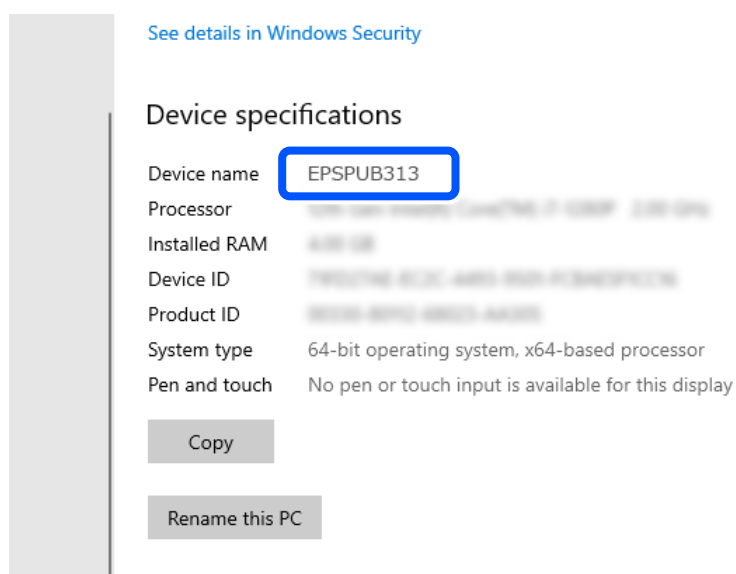 See details in Windows Security
Device specifications
Device name EPSPUB313
Processor
Installed RAM
Device ID
Product ID
System type 64-bit operating system, x64-based processor
Pen and touch No pen or touch input is available for this display
Copy
Rename this PC